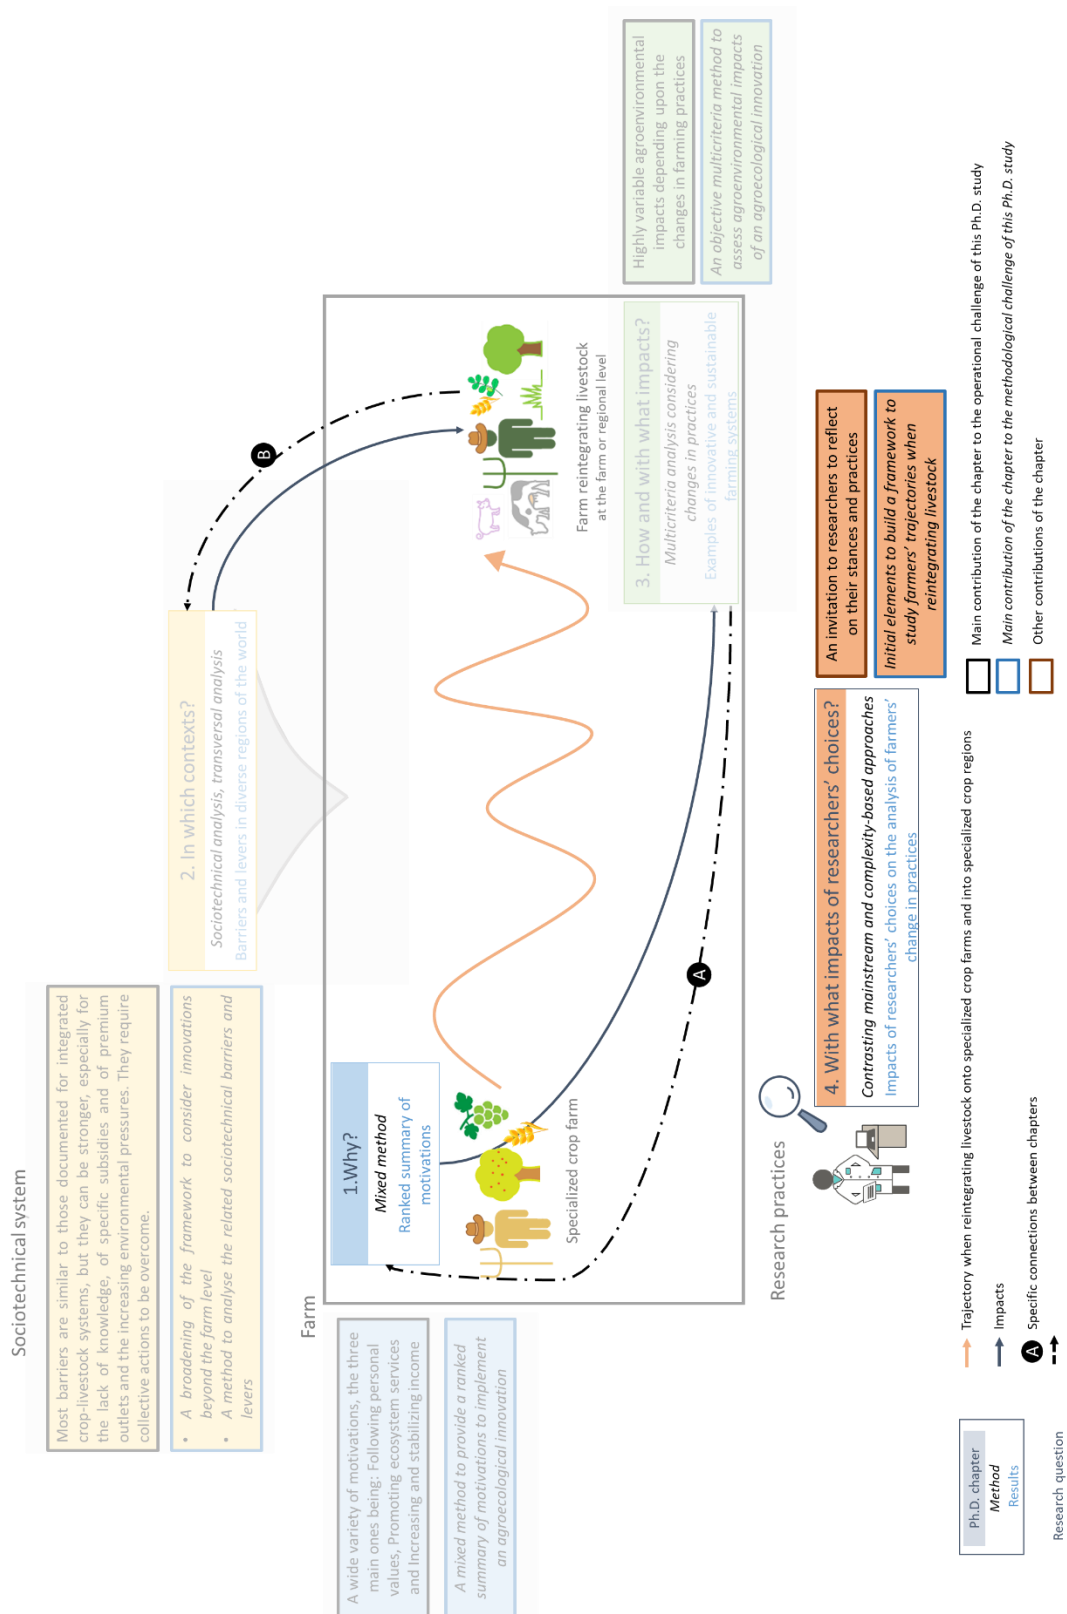 Sociotechnical system
Most barriers are similar to those documented for integrated
crop-livestock systems, but they can be stronger, especially for
the lack of knowledge, of specific subsidies and of premium
outlets and the increasing environmental pressures. They require
collective actions to be overcome.
• A broadening of the framework to consider innovations
beyond the farm level
• A method to analyse the related sociotechnical barriers and
levers
2. In which contexts?
Sociotechnical analysis, transversal analysis
Barriers and levers in diverse regions of the world
B
Farm
A wide variety of motivations, the three
main ones being: Following personal
values, Promoting ecosystem services
and Increasing and stabilizing income
A mixed method to provide a ranked
summary of motivations to implement
an agroecological innovation
1.Why?
Mixed method
Ranked summary of
motivations
Specialized crop farm
Farm reintegrating livestock
at the farm or regional level
3. How and with what impacts?
Multicriteria analysis considering
changes in practices
Examples of innovative and sustainable
farming systems
Highly variable agroenvironmental
impacts depending upon the
changes in farming practices
An objective multicriteria method to
assess agroenvironmental impacts
of an agroecological innovation
A
Research practices
4. With what impacts of researchers' choices?
Contrasting mainstream and complexity-based approaches
Impacts of researchers' choices on the analysis of farmers'
change in practices
An invitation to researchers to reflect
on their stances and practices
Initial elements to build a framework to
study farmers' trajectories when
reintegrating livestock
Ph.D. chapter
Method
Results
Research question
Trajectory when reintegrating livestock onto specialized crop farms and into specialized crop regions
Impacts
A Specific connections between chapters
Main contribution of the chapter to the operational challenge of this Ph.D. study
Main contribution of the chapter to the methodological challenge of this Ph.D. study
Other contributions of the chapter